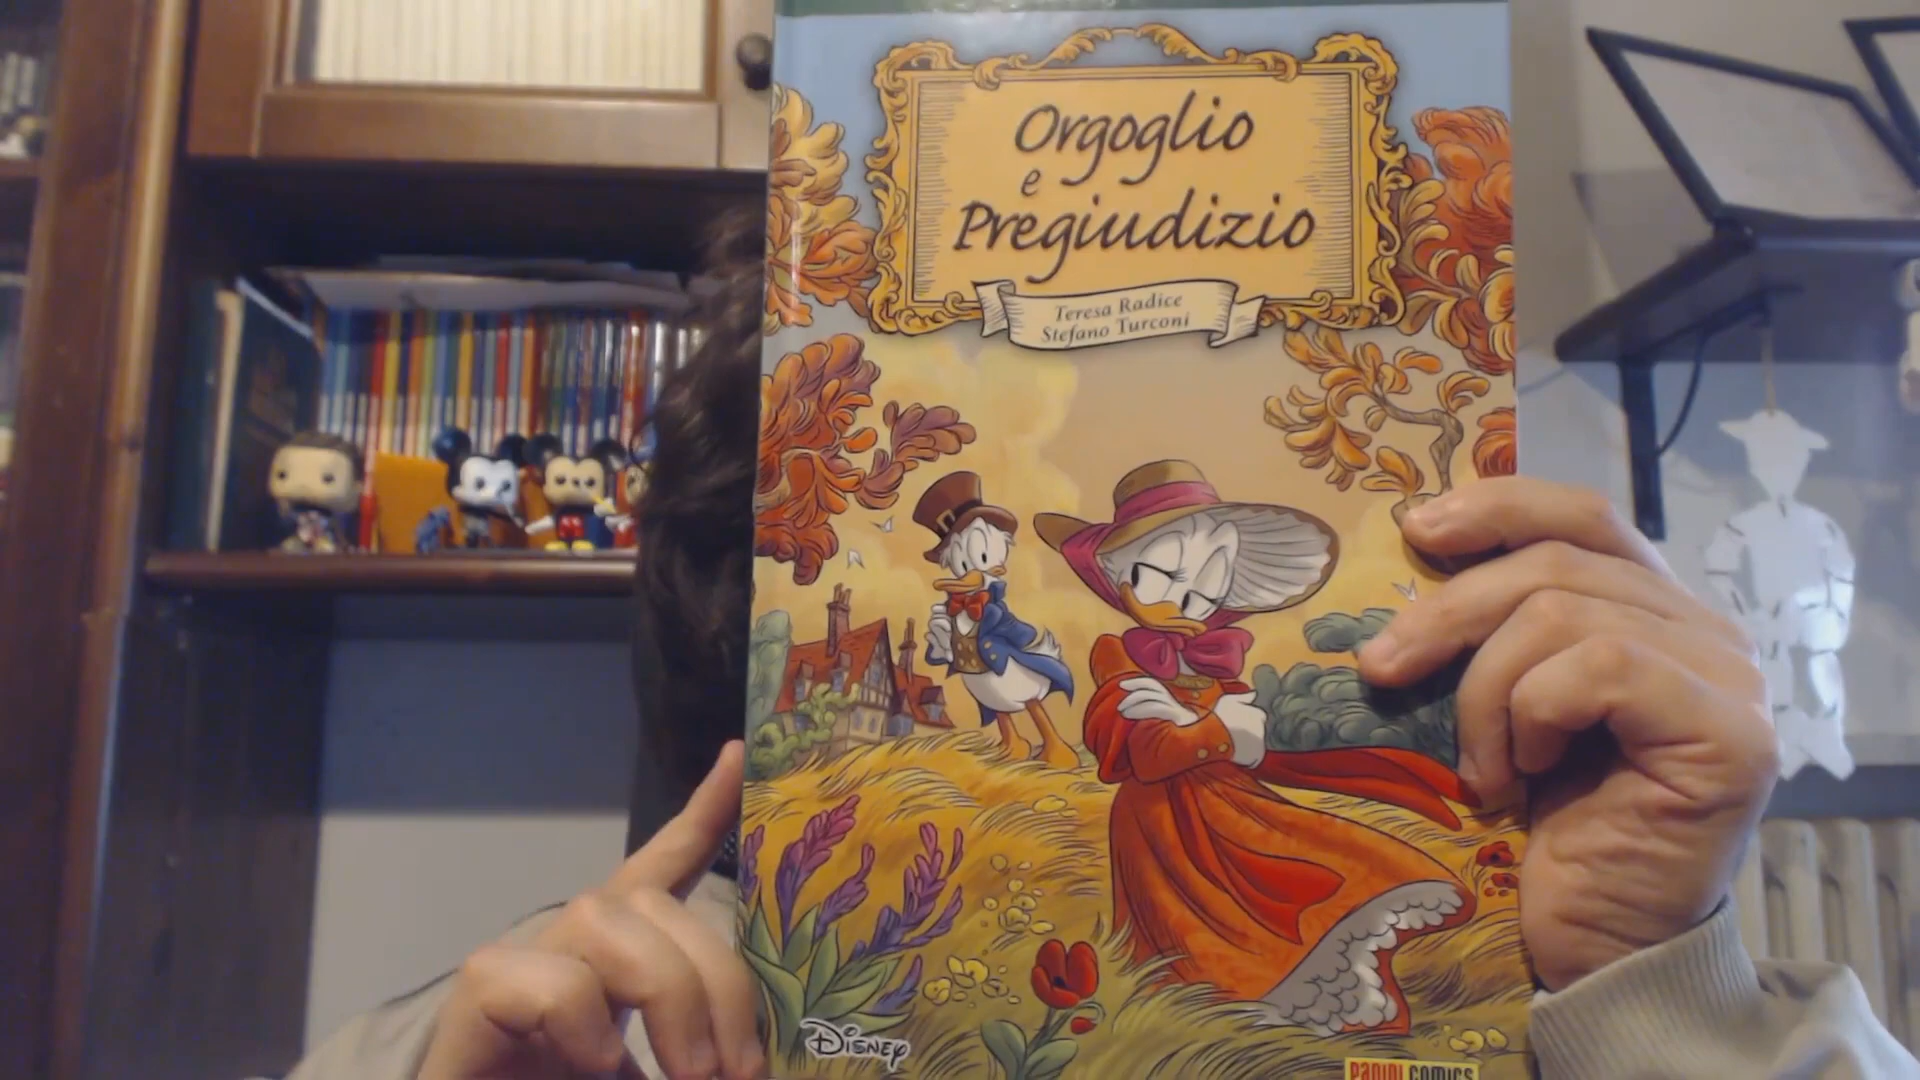 Orgoglio
e
Pregiudizio
Teresa Radice
Stefano Turconi
Disney
PANINI COMICS